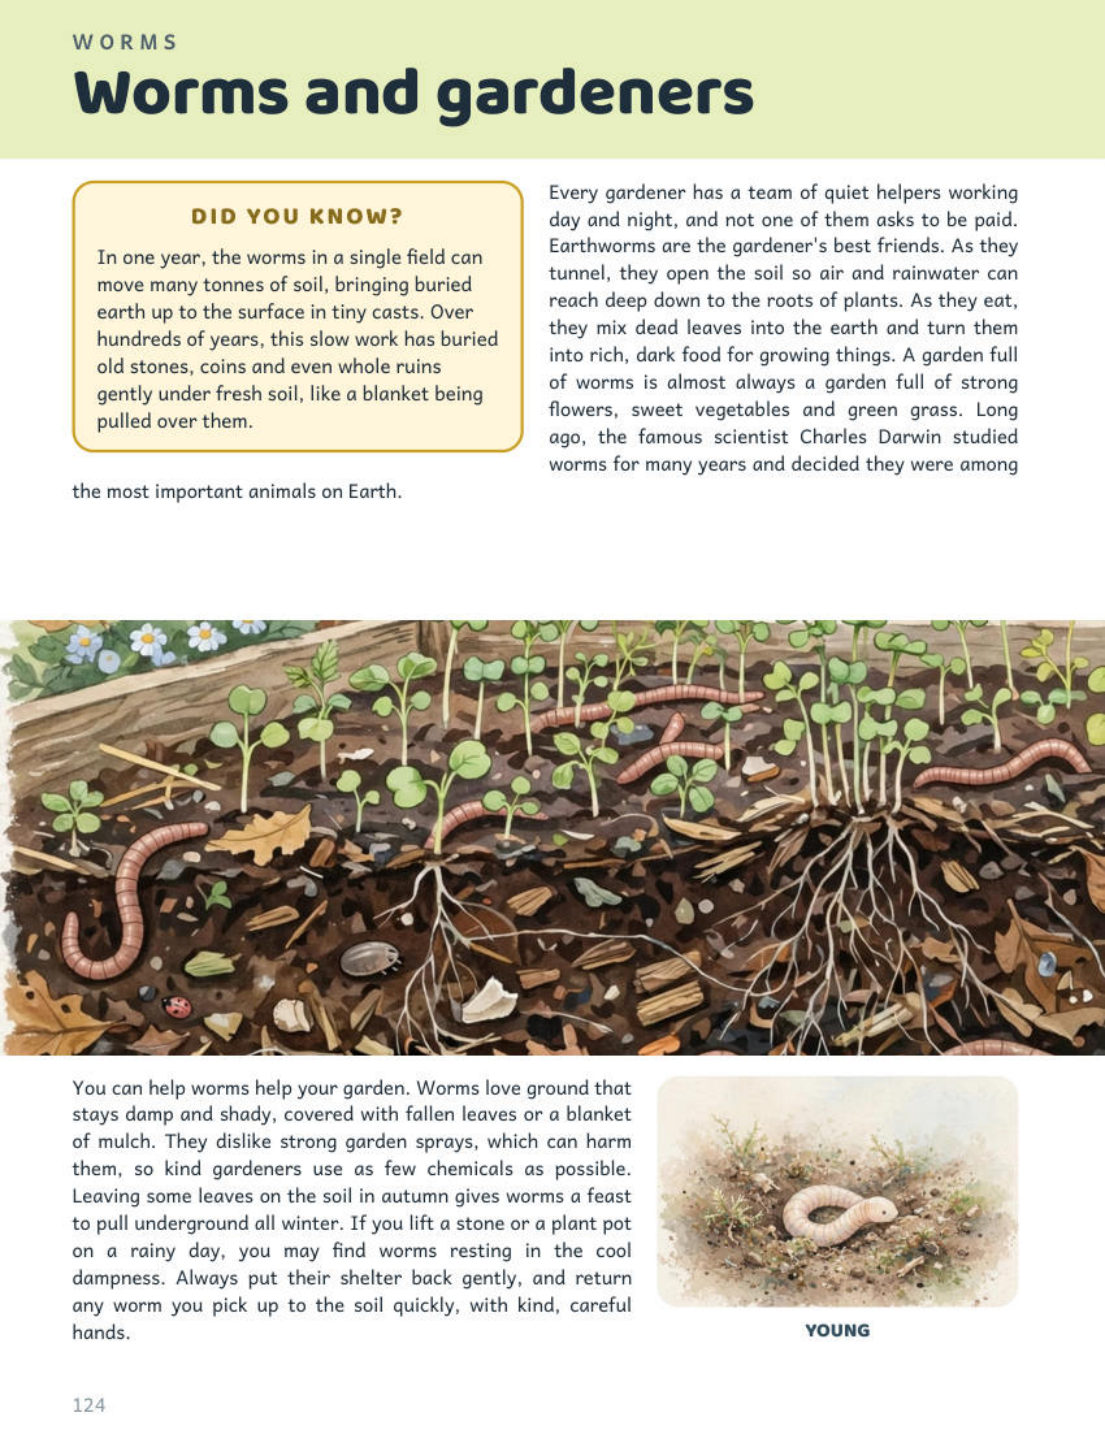 WORMS
Worms and gardeners
DID YOU KNOW?
In one year, the worms in a single field can
move many tonnes of soil, bringing buried
earth up to the surface in tiny casts. Over
hundreds of years, this slow work has buried
old stones, coins and even whole ruins
gently under fresh soil, like a blanket being
pulled over them.
Every gardener has a team of quiet helpers working
day and night, and not one of them asks to be paid.
Earthworms are the gardener's best friends. As they
tunnel, they open the soil so air and rainwater can
reach deep down to the roots of plants. As they eat,
they mix dead leaves into the earth and turn them
into rich, dark food for growing things. A garden full
of worms is almost always a garden full of strong
flowers, sweet vegetables and green grass. Long
ago, the famous scientist Charles Darwin studied
worms for many years and decided they were among
the most important animals on Earth.
You can help worms help your garden. Worms love ground that
stays damp and shady, covered with fallen leaves or a blanket
of mulch. They dislike strong garden sprays, which can harm
them, so kind gardeners use as few chemicals as possible.
Leaving some leaves on the soil in autumn gives worms a feast
to pull underground all winter. If you lift a stone or a plant pot
on a rainy day, you may find worms resting in the cool
dampness. Always put their shelter back gently, and return
any worm you pick up to the soil quickly, with kind, careful
hands.
YOUNG
124